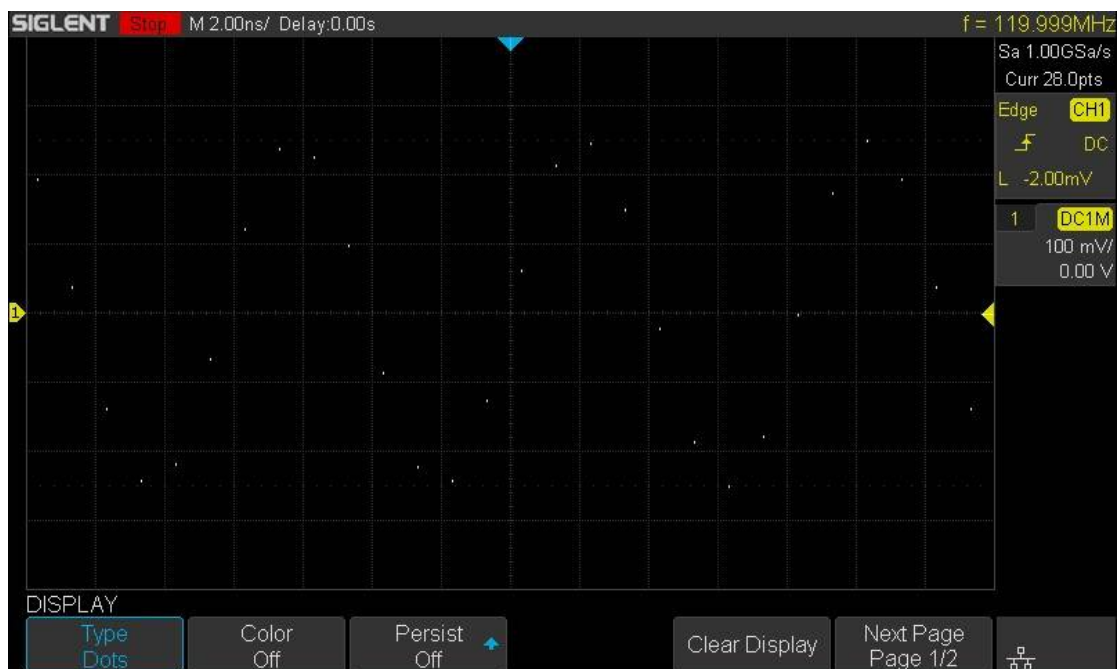 SIGLENT Stop M 2.00ns/ Delay:0.00s f = 119.999MHz
Sa 1.00GSa/s
Curr 28.0pts
Edge CH1
DC
L -2.00mV
1 DC1M
100 mV/
0.00 V
1
DISPLAY
Type
Dots
Color
Off
Persist
Off
Clear Display
Next Page
Page 1/2